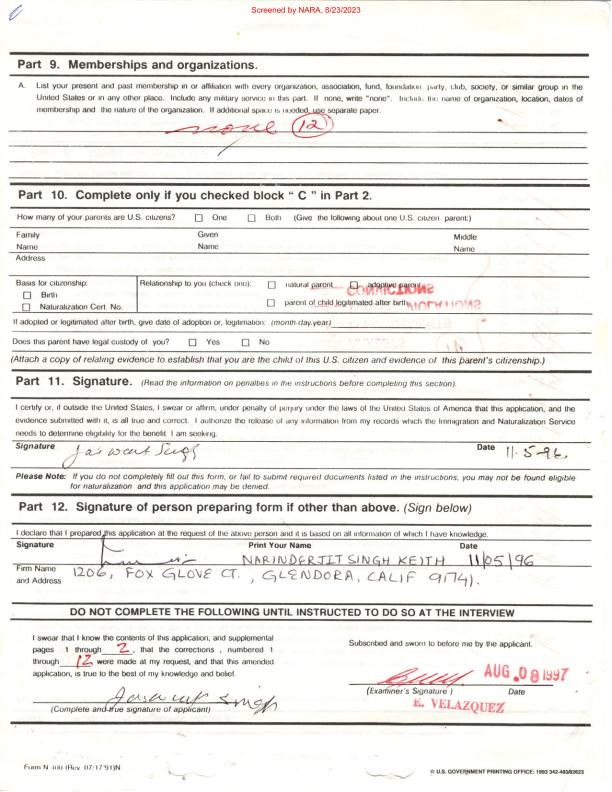 Screened by NARA, 8/23/2023
Part 9. Memberships and organizations.
A. List your present and past membership in or affiliation with every organization, association, fund, foundation, party, club, society, or similar group in the
United States or in any other place. Include any military service in this part. If none, write "none". Include the name of organization, location, dates of
membership and the nature of the organization. If additional space is needed, use separate paper.
none 12
Part 10. Complete only if you checked block " C " in Part 2.
How many of your parents are U.S. citizens? One Both (Give the following about one U.S. citizen parent:)
Family Given Middle
Name Name Name
Address
Basis for citizenship: Relationship to you (check one): natural parent adoptive parent
Birth
Naturalization Cert. No. parent of child legitimated after birth
If adopted or legitimated after birth, give date of adoption or, legitimation: (month.day.year)
Does this parent have legal custody of you? Yes No
(Attach a copy of relating evidence to establish that you are the child of this U.S. citizen and evidence of this parent's citizenship.)
Part 11. Signature. (Read the information on penalties in the instructions before completing this section).
I certify or, if outside the United States, I swear or affirm, under penalty of perjury under the laws of the United States of America that this application, and the
evidence submitted with it, is all true and correct. I authorize the release of any information from my records which the Immigration and Naturalization Service
needs to determine eligibility for the benefit I am seeking.
Signature Jaswant Singh Date 11-5-96.
Please Note: If you do not completely fill out this form, or fail to submit required documents listed in the instructions, you may not be found eligible
for naturalization and this application may be denied.
Part 12. Signature of person preparing form if other than above. (Sign below)
I declare that I prepared this application at the request of the above person and it is based on all information of which I have knowledge.
Signature Print Your Name Date
NARINDERJIT SINGH KEITH 11/05/96
Firm Name
and Address 1206, FOX GLOVE CT., GLENDORA, CALIF 91741.
DO NOT COMPLETE THE FOLLOWING UNTIL INSTRUCTED TO DO SO AT THE INTERVIEW
I swear that I know the contents of this application, and supplemental
pages 1 through 2, that the corrections, numbered 1
through 12 were made at my request, and that this amended
application, is true to the best of my knowledge and belief.
Jaswant Singh
(Complete and true signature of applicant)
Subscribed and sworn to before me by the applicant.
AUG 08 1997
(Examiner's Signature) Date
E. VELAZQUEZ
Form N-400 (Rev. 07/17/91)N
☆ U.S. GOVERNMENT PRINTING OFFICE: 1993 342-483/82623